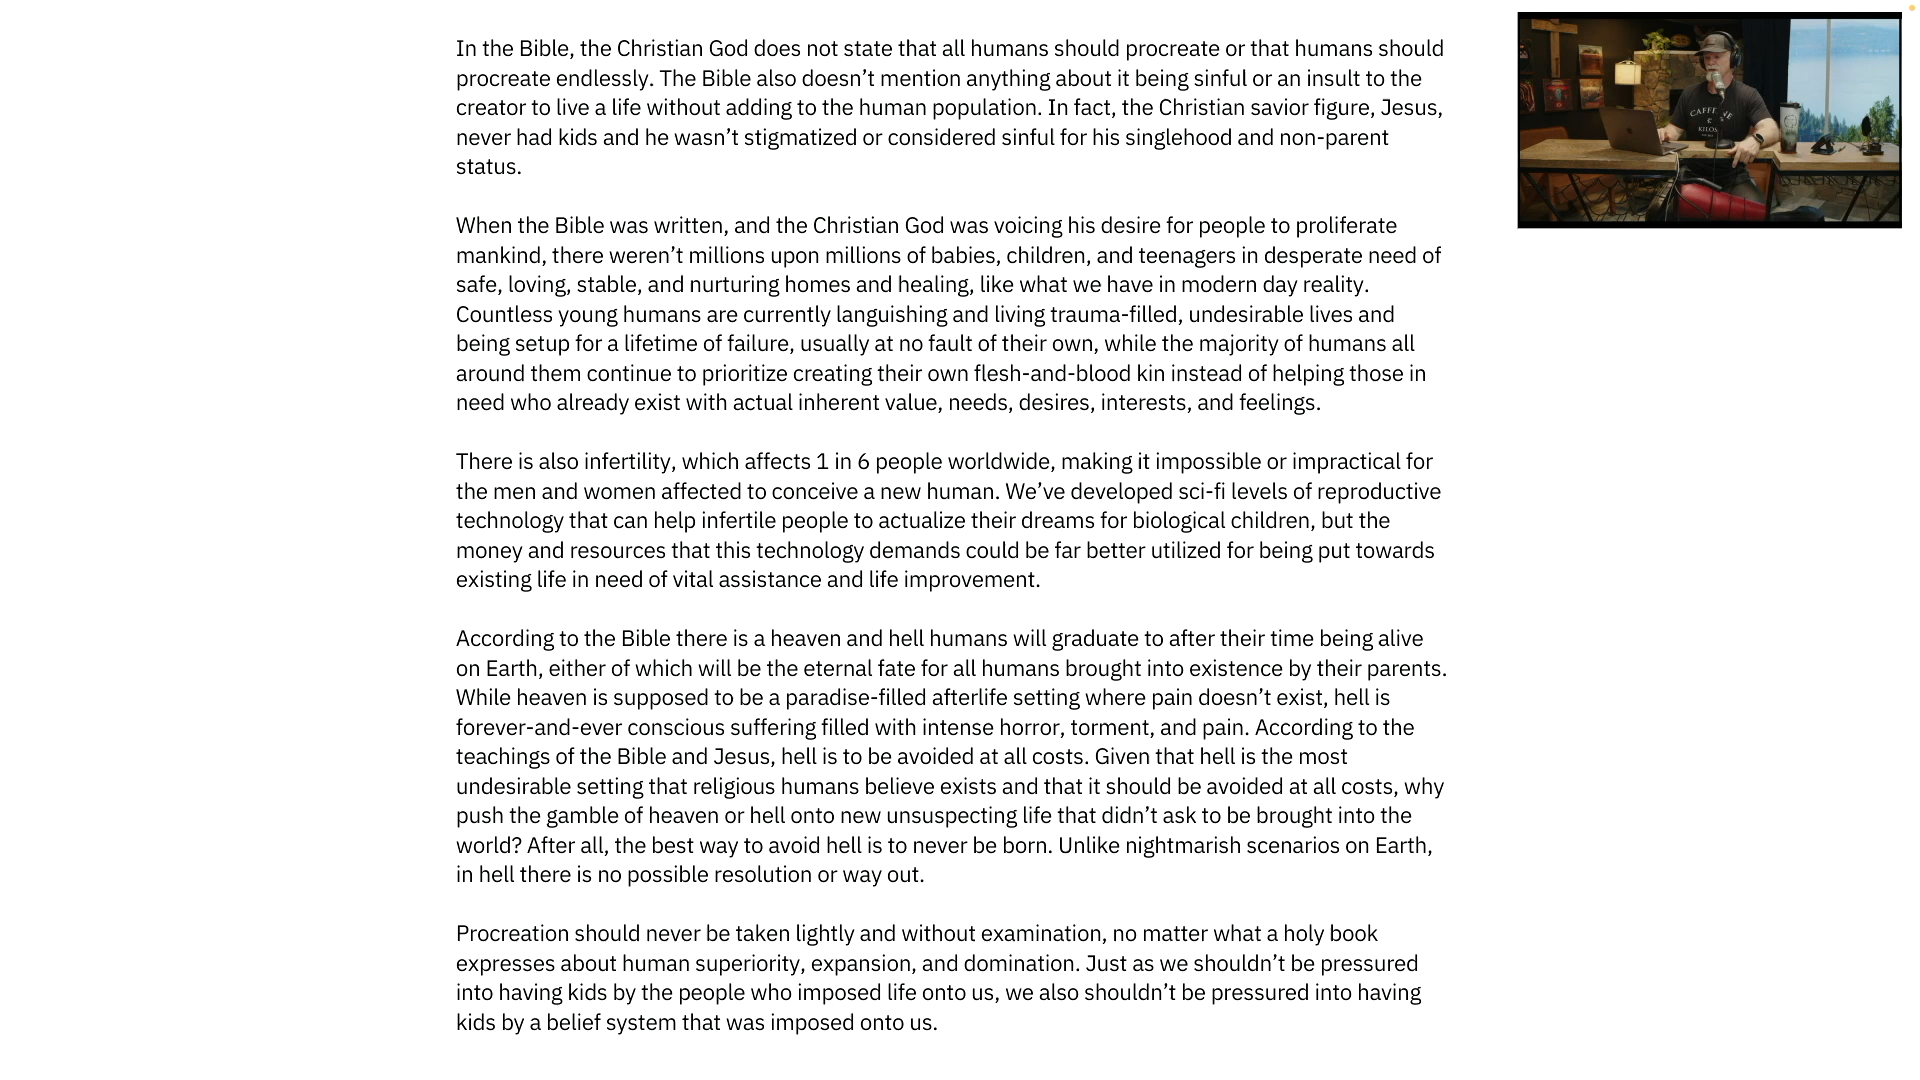 In the Bible, the Christian God does not state that all humans should procreate or that humans should
procreate endlessly. The Bible also doesn’t mention anything about it being sinful or an insult to the
creator to live a life without adding to the human population. In fact, the Christian savior figure, Jesus,
never had kids and he wasn’t stigmatized or considered sinful for his singlehood and non-parent
status.
When the Bible was written, and the Christian God was voicing his desire for people to proliferate
mankind, there weren’t millions upon millions of babies, children, and teenagers in desperate need of
safe, loving, stable, and nurturing homes and healing, like what we have in modern day reality.
Countless young humans are currently languishing and living trauma-filled, undesirable lives and
being setup for a lifetime of failure, usually at no fault of their own, while the majority of humans all
around them continue to prioritize creating their own flesh-and-blood kin instead of helping those in
need who already exist with actual inherent value, needs, desires, interests, and feelings.
There is also infertility, which affects 1 in 6 people worldwide, making it impossible or impractical for
the men and women affected to conceive a new human. We’ve developed sci-fi levels of reproductive
technology that can help infertile people to actualize their dreams for biological children, but the
money and resources that this technology demands could be far better utilized for being put towards
existing life in need of vital assistance and life improvement.
According to the Bible there is a heaven and hell humans will graduate to after their time being alive
on Earth, either of which will be the eternal fate for all humans brought into existence by their parents.
While heaven is supposed to be a paradise-filled afterlife setting where pain doesn’t exist, hell is
forever-and-ever conscious suffering filled with intense horror, torment, and pain. According to the
teachings of the Bible and Jesus, hell is to be avoided at all costs. Given that hell is the most
undesirable setting that religious humans believe exists and that it should be avoided at all costs, why
push the gamble of heaven or hell onto new unsuspecting life that didn’t ask to be brought into the
world? After all, the best way to avoid hell is to never be born. Unlike nightmarish scenarios on Earth,
in hell there is no possible resolution or way out.
Procreation should never be taken lightly and without examination, no matter what a holy book
expresses about human superiority, expansion, and domination. Just as we shouldn’t be pressured
into having kids by the people who imposed life onto us, we also shouldn’t be pressured into having
kids by a belief system that was imposed onto us.